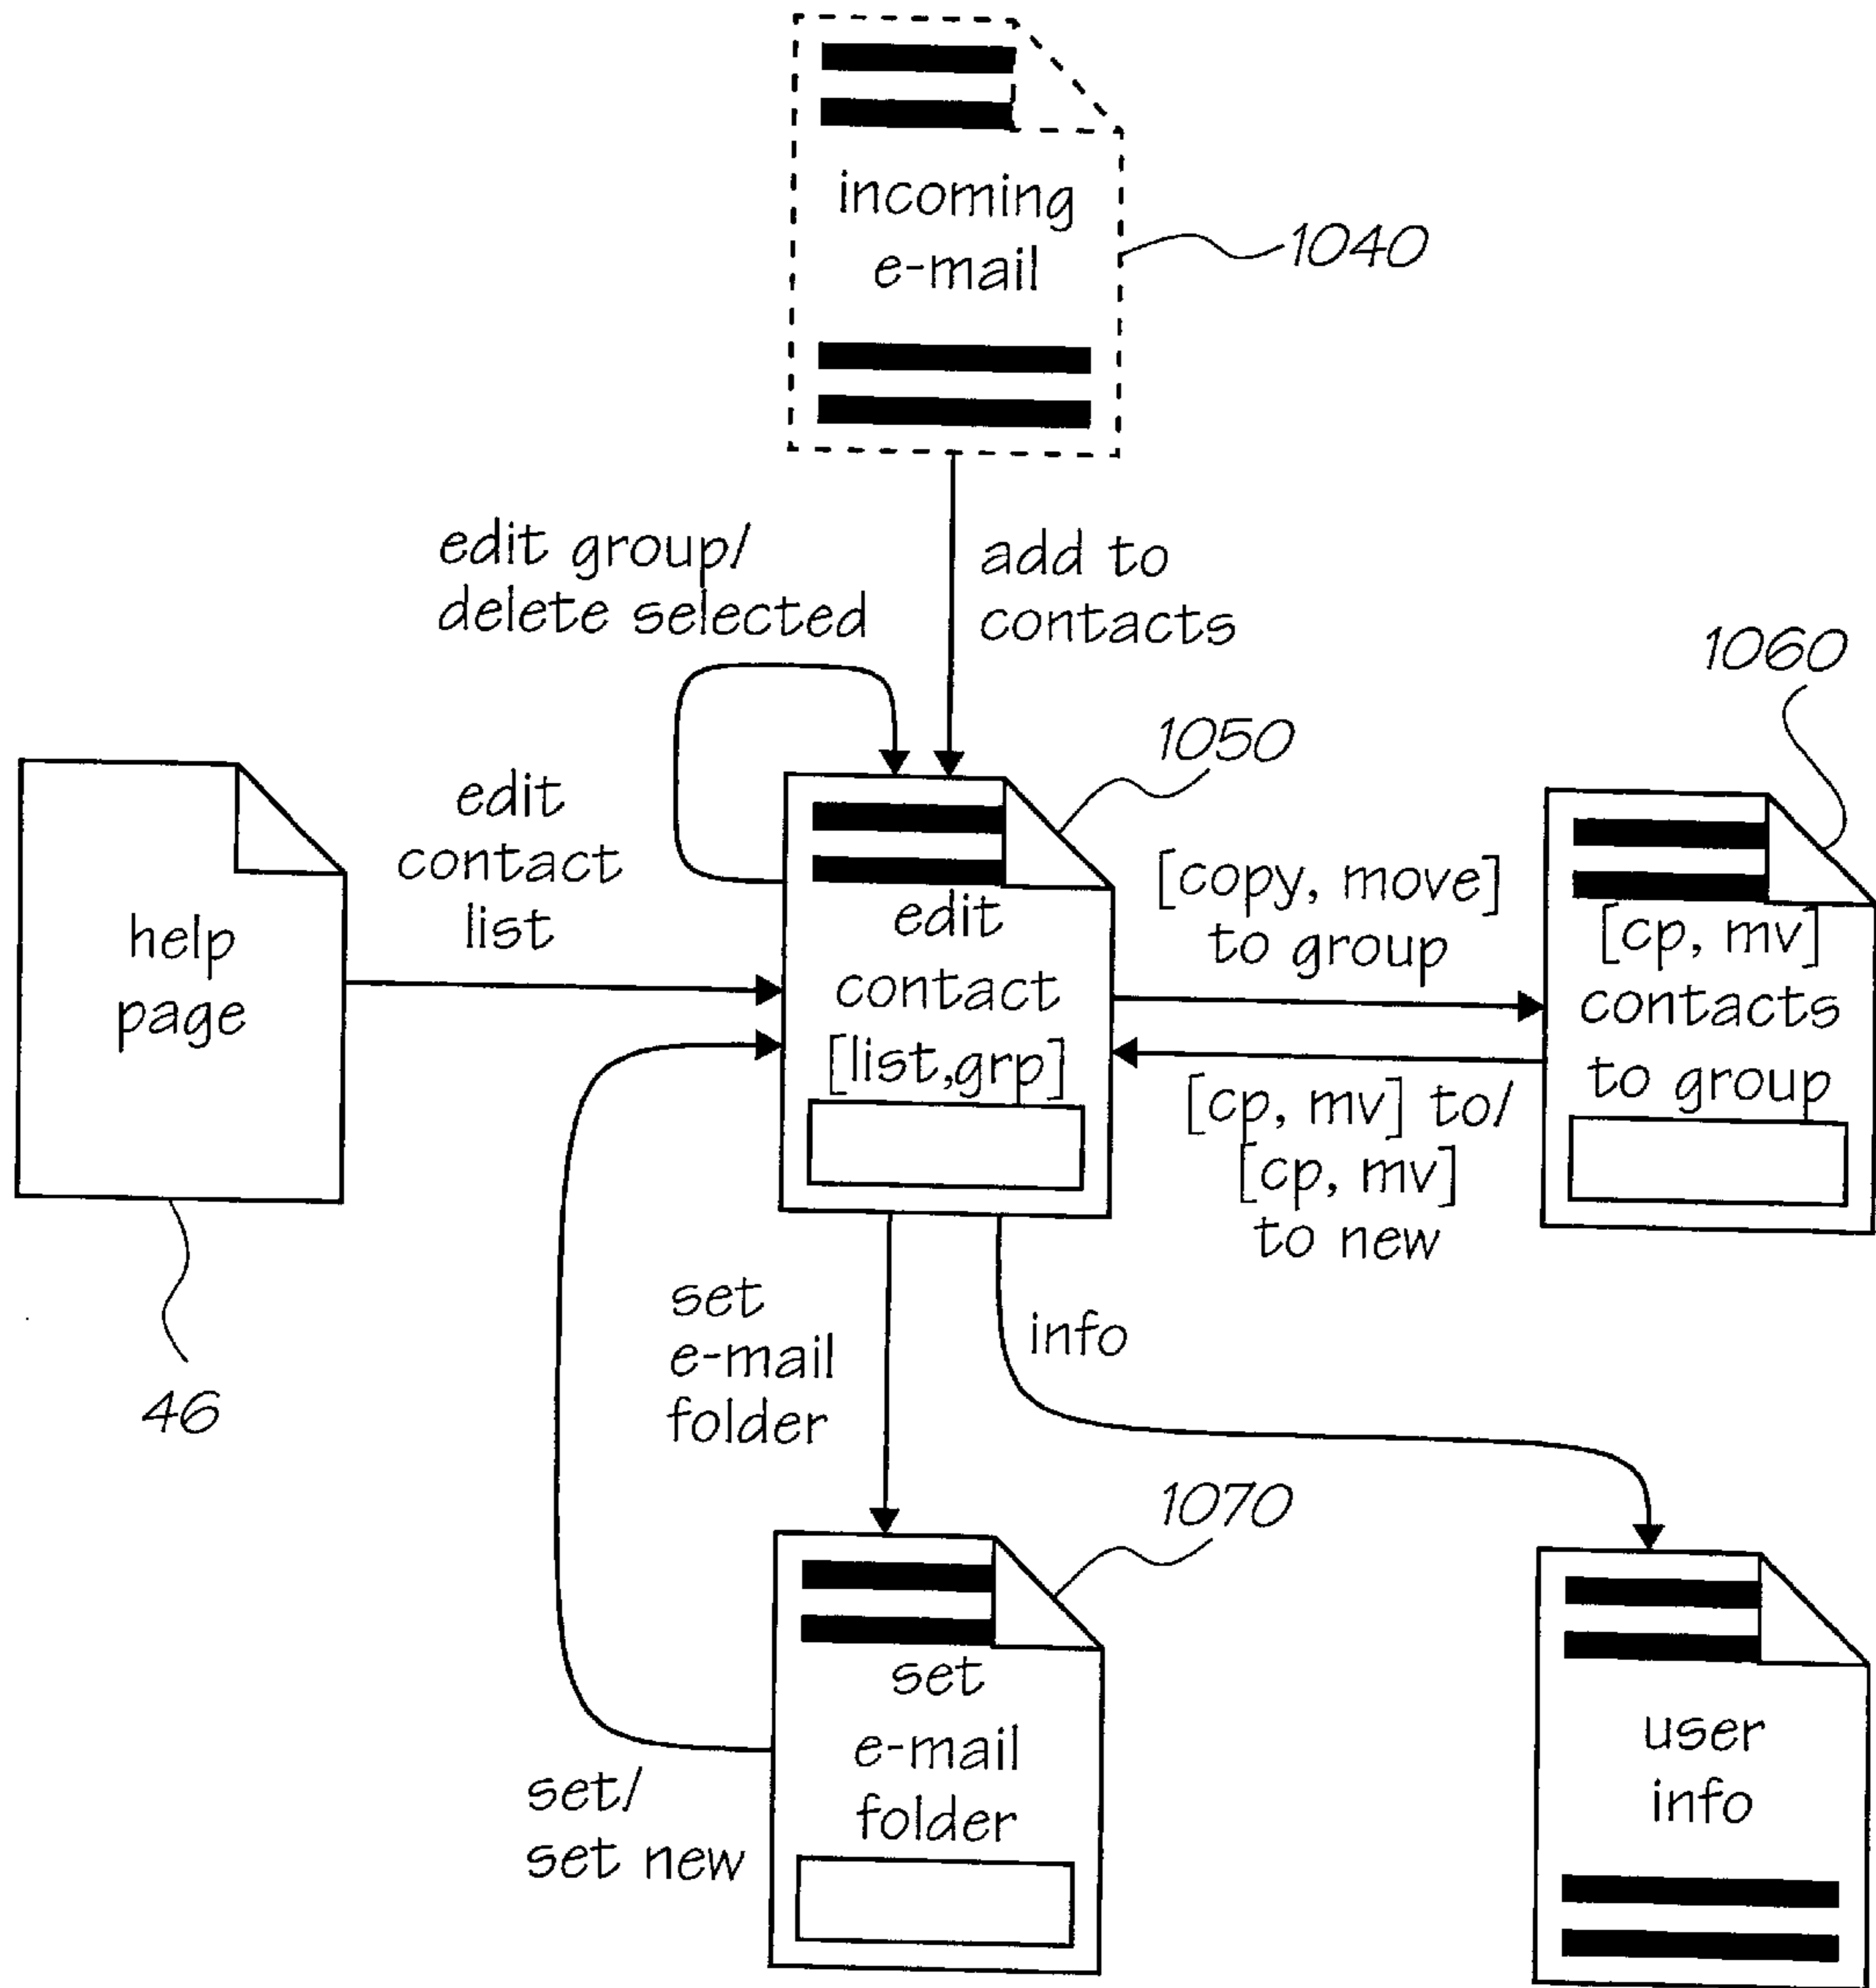 incoming
e-mail
1040
edit group/
delete selected
add to
contacts
1060
1050
edit
contact
list
help
page
46
edit
contact
[list,grp]
[copy, move]
to group
[cp, mv]
contacts
to group
[cp, mv] to/
[cp, mv]
to new
set
e-mail
folder
info
1070
set/
set new
set
e-mail
folder
user
info